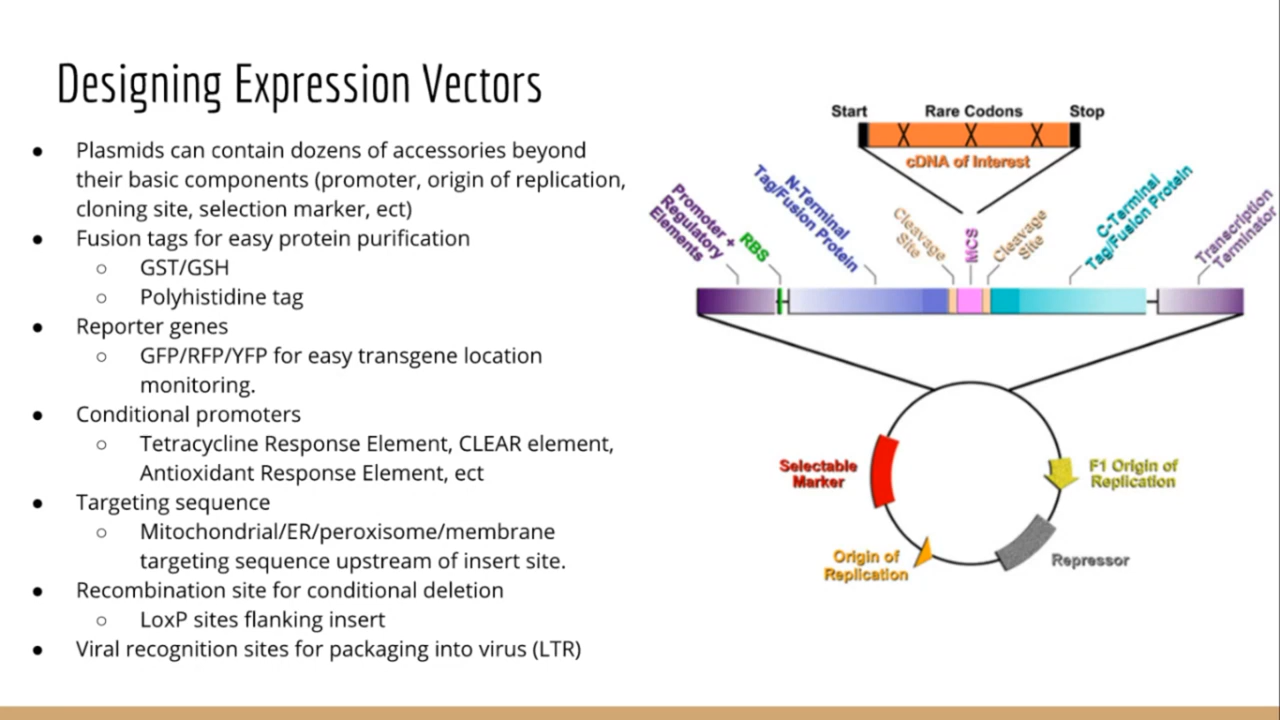 Designing Expression Vectors
● Plasmids can contain dozens of accessories beyond
their basic components (promoter, origin of replication,
cloning site, selection marker, ect)
● Fusion tags for easy protein purification
○ GST/GSH
○ Polyhistidine tag
● Reporter genes
○ GFP/RFP/YFP for easy transgene location
monitoring.
● Conditional promoters
○ Tetracycline Response Element, CLEAR element,
Antioxidant Response Element, ect
● Targeting sequence
○ Mitochondrial/ER/peroxisome/membrane
targeting sequence upstream of insert site.
● Recombination site for conditional deletion
○ LoxP sites flanking insert
● Viral recognition sites for packaging into virus (LTR)
Start
Rare Codons
Stop
X X X
cDNA of Interest
Promoter +
Regulatory
Elements
RBS
N-Terminal
Tag/Fusion Protein
Cleavage
Site
MCS
Cleavage
Site
C-Terminal
Tag/Fusion Protein
Transcription
Terminator
Selectable
Marker
F1 Origin of
Replication
Origin of
Replication
Repressor